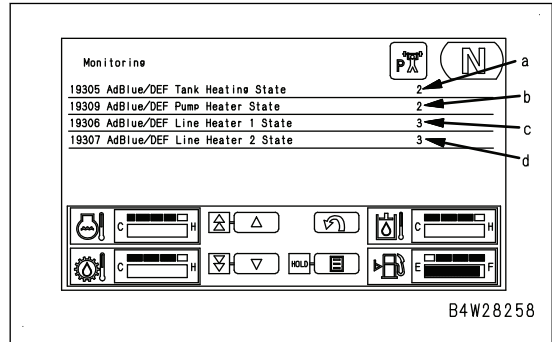 Monitoring
P N
19305 AdBlue/DEF Tank Heating State 2 a
19309 AdBlue/DEF Pump Heater State 2 b
19306 AdBlue/DEF Line Heater 1 State 3 c
19307 AdBlue/DEF Line Heater 2 State 3 d
C H C H
C H HOLD E F
B4W28258